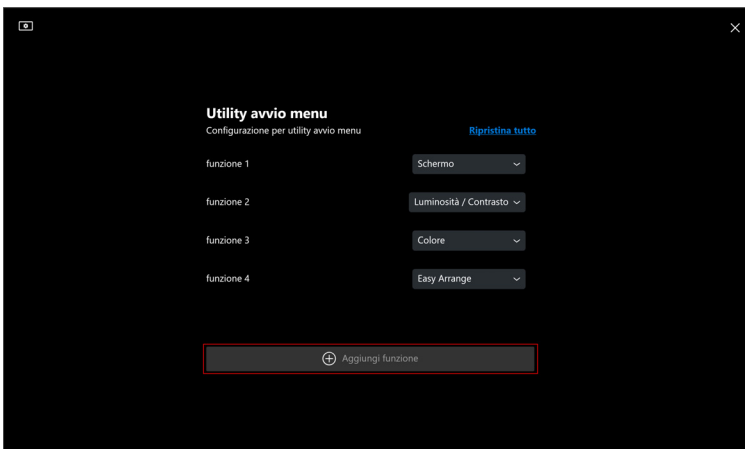 Utility avvio menu
Configurazione per utility avvio menu Ripristina tutto
funzione 1 Schermo
funzione 2 Luminosità / Contrasto
funzione 3 Colore
funzione 4 Easy Arrange
Aggiungi funzione